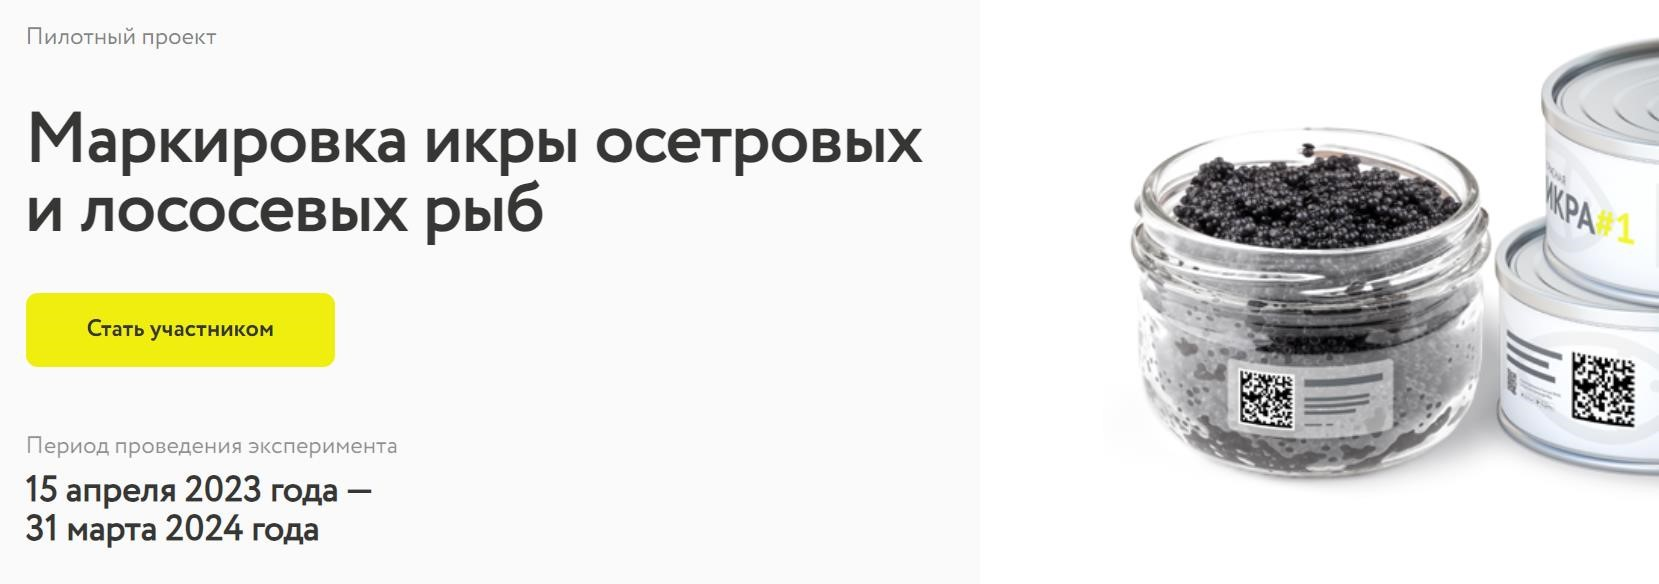 Пилотный проект
Маркировка икры осетровых
и лососевых рыб
Стать участником
Период проведения эксперимента
15 апреля 2023 года —
31 марта 2024 года
ИКРА#1